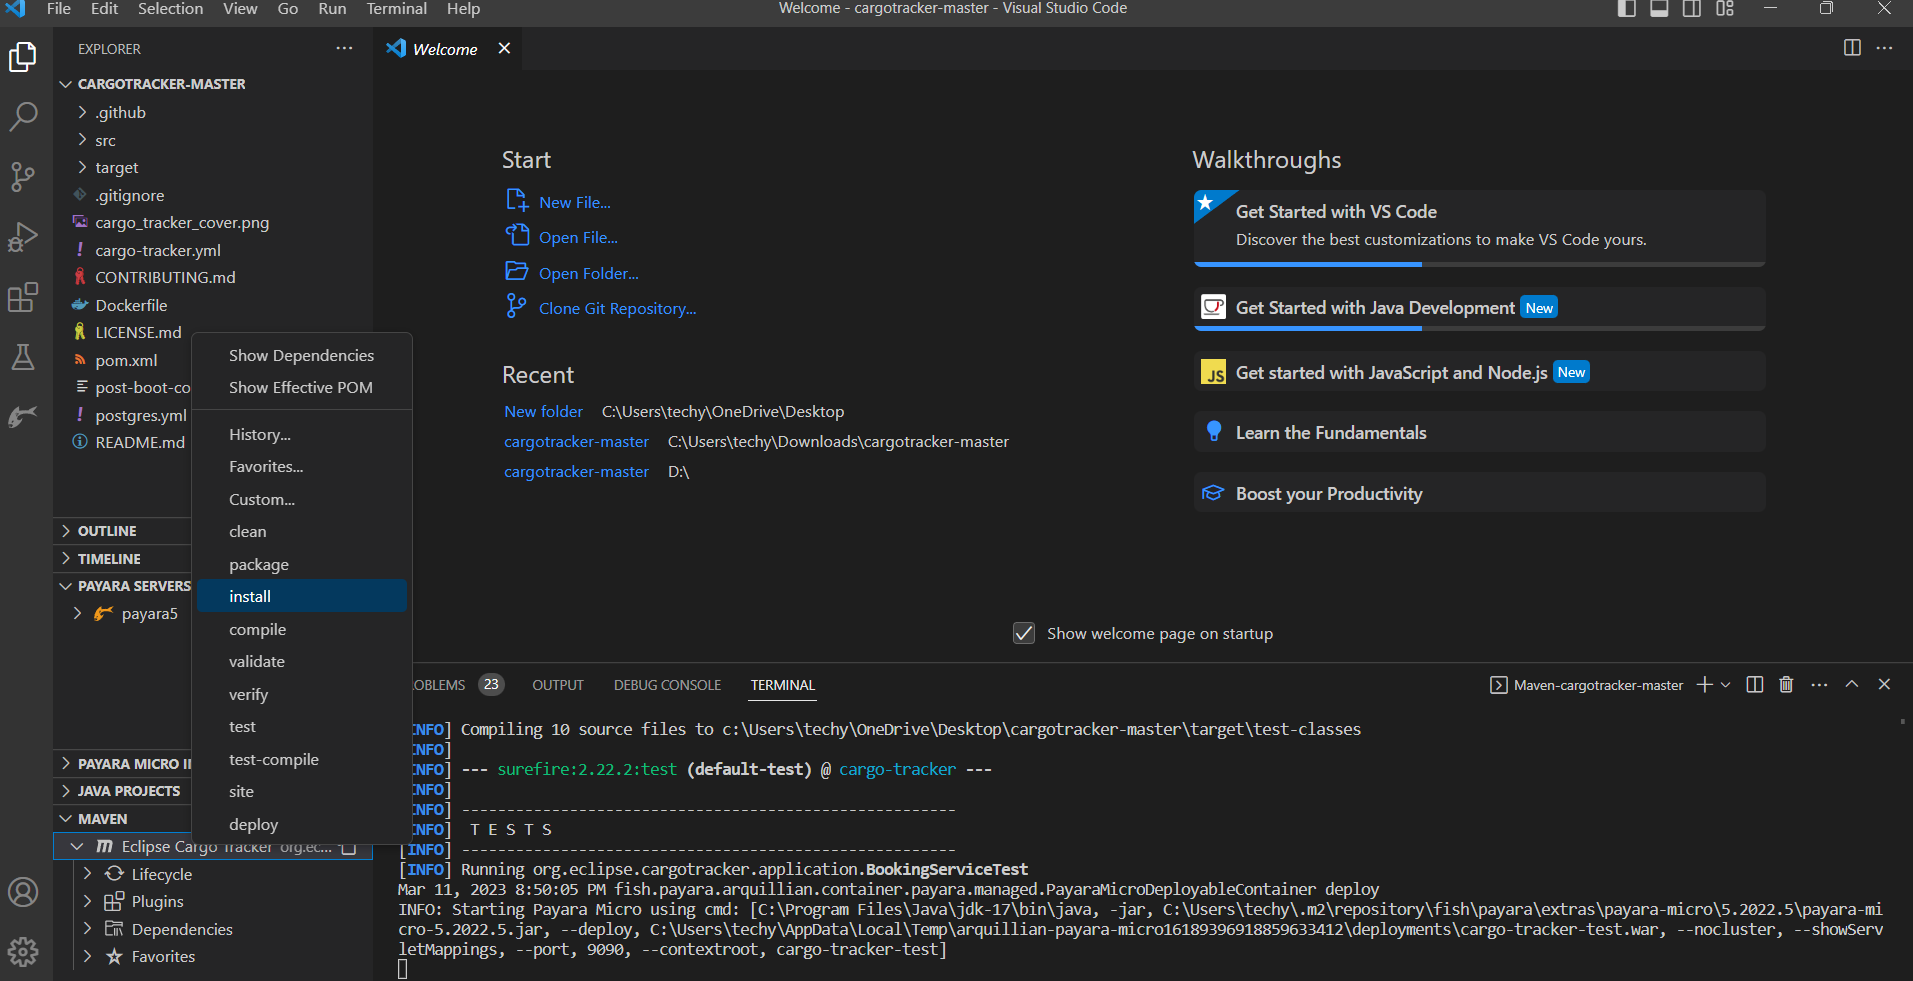 File Edit Selection View Go Run Terminal Help
Welcome - cargotracker-master - Visual Studio Code
EXPLORER
CARGOTRACKER-MASTER
.github
src
target
.gitignore
cargo_tracker_cover.png
cargo-tracker.yml
CONTRIBUTING.md
Dockerfile
LICENSE.md
pom.xml
post-boot-co
postgres.yml
README.md
OUTLINE
TIMELINE
PAYARA SERVERS
payara5
PAYARA MICRO I
JAVA PROJECTS
MAVEN
Eclipse Cargo Tracker org.ec...
Lifecycle
Plugins
Dependencies
Favorites
Show Dependencies
Show Effective POM
History...
Favorites...
Custom...
clean
package
install
compile
validate
verify
test
test-compile
site
deploy
Welcome
Start
New File...
Open File...
Open Folder...
Clone Git Repository...
Recent
New folder C:\Users\techy\OneDrive\Desktop
cargotracker-master C:\Users\techy\Downloads\cargotracker-master
cargotracker-master D:\
Walkthroughs
Get Started with VS Code
Discover the best customizations to make VS Code yours.
Get Started with Java Development New
JS Get started with JavaScript and Node.js New
Learn the Fundamentals
Boost your Productivity
Show welcome page on startup
OBLEMS 23 OUTPUT DEBUG CONSOLE TERMINAL
Maven-cargotracker-master
INFO] Compiling 10 source files to c:\Users\techy\OneDrive\Desktop\cargotracker-master\target\test-classes
INFO]
INFO] --- surefire:2.22.2:test (default-test) @ cargo-tracker ---
INFO]
INFO] -------------------------------------------------------
INFO] T E S T S
[INFO] -------------------------------------------------------
[INFO] Running org.eclipse.cargotracker.application.BookingServiceTest
Mar 11, 2023 8:50:05 PM fish.payara.arquillian.container.payara.managed.PayaraMicroDeployableContainer deploy
INFO: Starting Payara Micro using cmd: [C:\Program Files\Java\jdk-17\bin\java, -jar, C:\Users\techy\.m2\repository\fish\payara\extras\payara-micro\5.2022.5\payara-mi
cro-5.2022.5.jar, --deploy, C:\Users\techy\AppData\Local\Temp\arquillian-payara-micro16189396918859633412\deployments\cargo-tracker-test.war, --nocluster, --showServ
letMappings, --port, 9090, --contextroot, cargo-tracker-test]